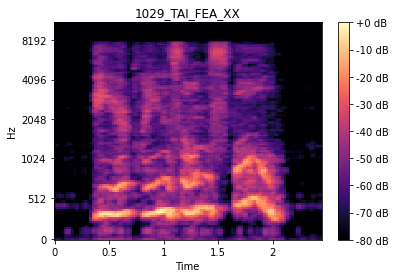 1029_TAI_FEA_XX
Hz
8192
4096
2048
1024
512
0
0
0.5
1
1.5
2
Time
+0 dB
-10 dB
-20 dB
-30 dB
-40 dB
-50 dB
-60 dB
-70 dB
-80 dB